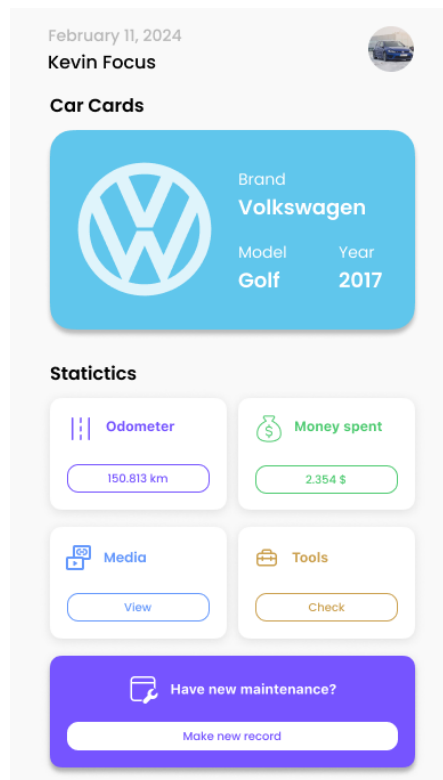 February 11, 2024
Kevin Focus
Car Cards
Brand
Volkswagen
Model Year
Golf 2017
Statictics
Odometer
150.813 km
Money spent
2.354 $
Media
View
Tools
Check
Have new maintenance?
Make new record